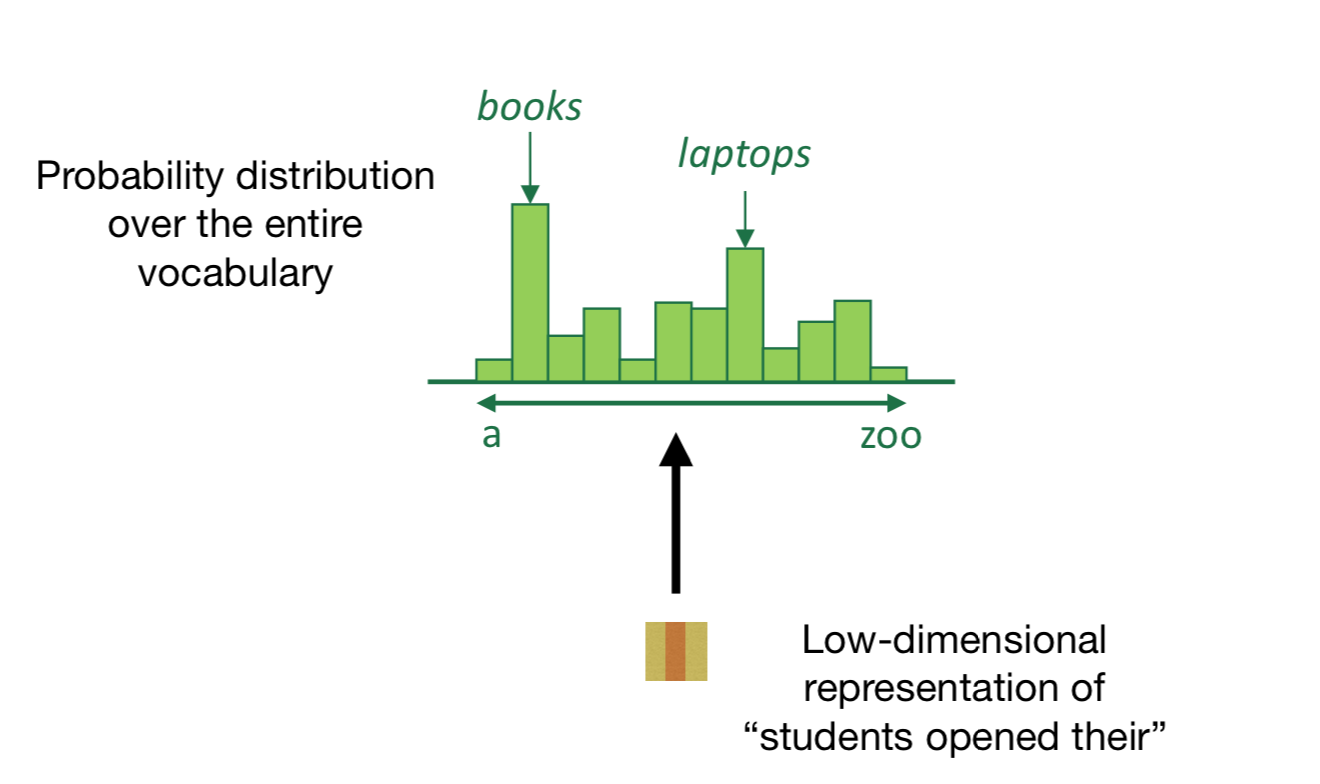 books
laptops
Probability distribution
over the entire
vocabulary
a
zoo
Low-dimensional
representation of
“students opened their”